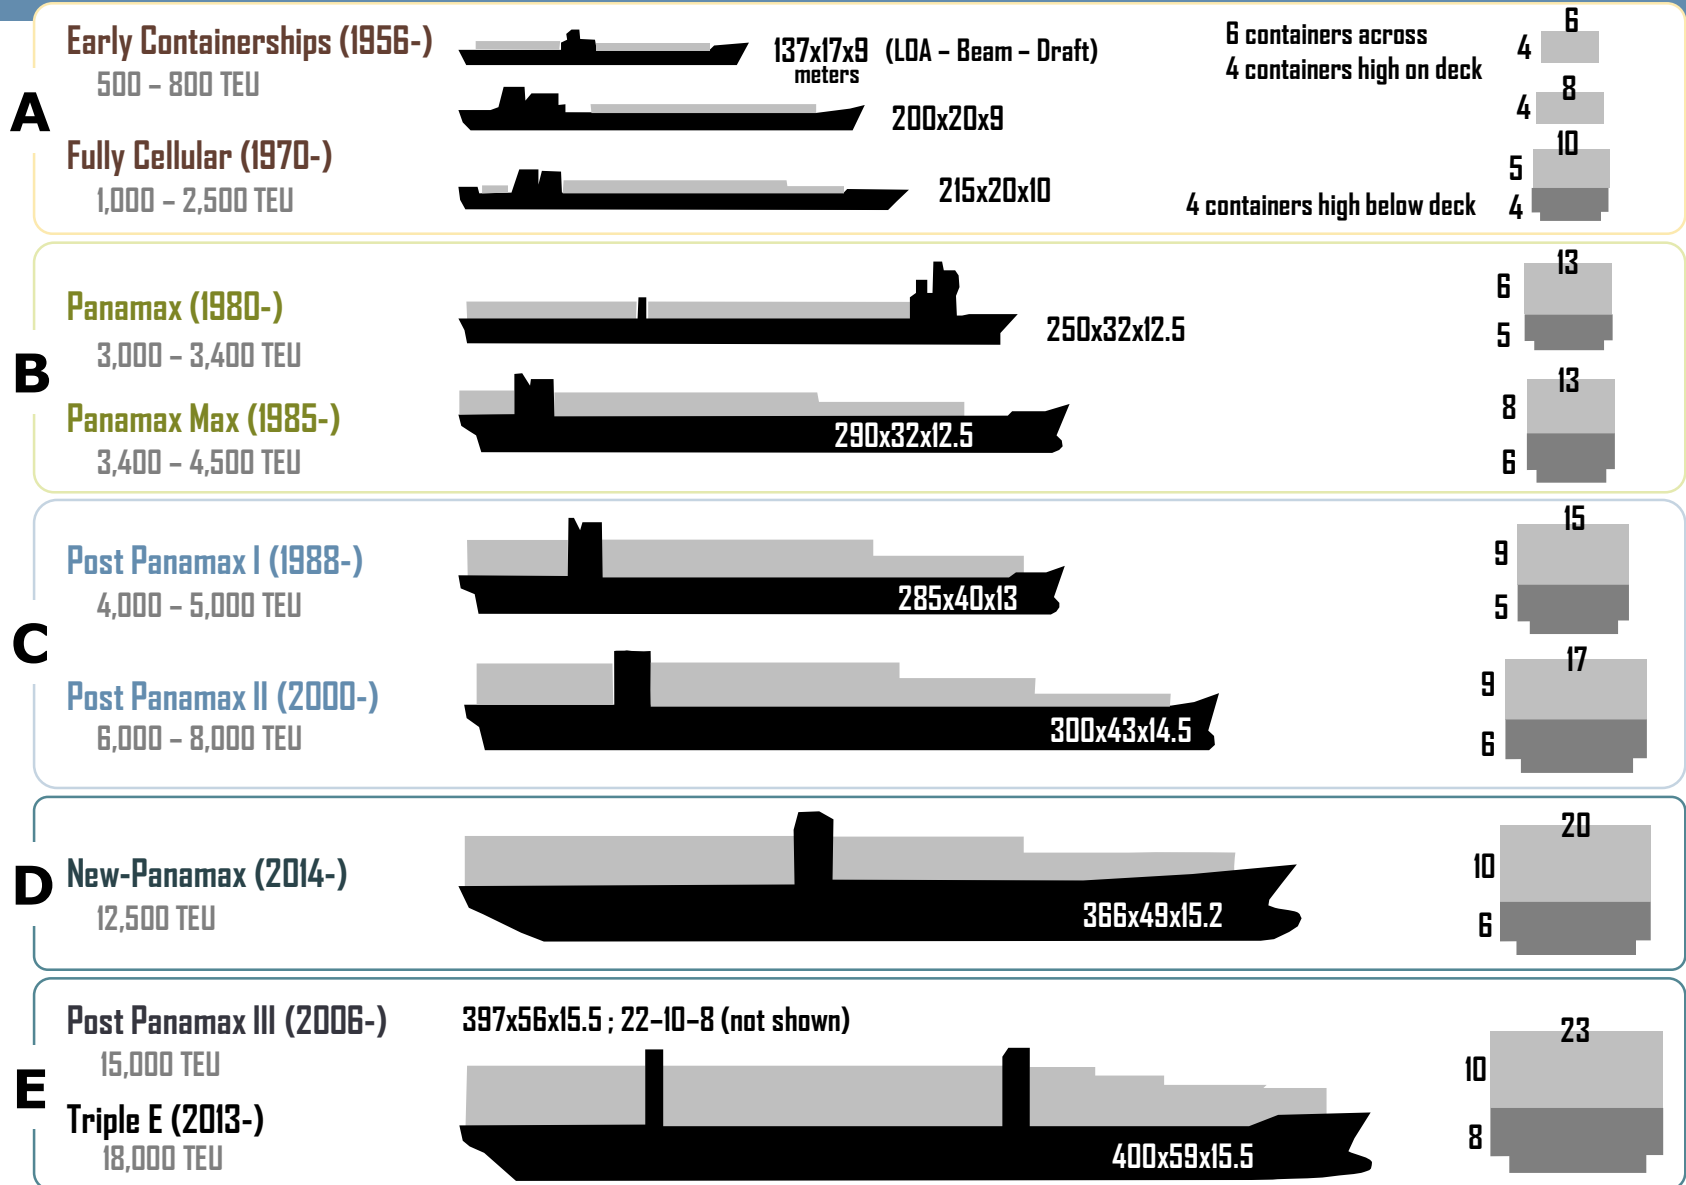 A
Early Containerships (1956-)
500 – 800 TEU
137x17x9 (LOA – Beam – Draft)
meters
6 containers across
4 containers high on deck
6
4
200x20x9
8
4
Fully Cellular (1970-)
1,000 – 2,500 TEU
215x20x10
4 containers high below deck
10
5
4
B
Panamax (1980-)
3,000 – 3,400 TEU
250x32x12.5
13
6
5
Panamax Max (1985-)
3,400 – 4,500 TEU
290x32x12.5
13
8
6
C
Post Panamax I (1988-)
4,000 – 5,000 TEU
285x40x13
15
9
5
Post Panamax II (2000-)
6,000 – 8,000 TEU
300x43x14.5
17
9
6
D
New-Panamax (2014-)
12,500 TEU
366x49x15.2
20
10
6
E
Post Panamax III (2006-)
15,000 TEU
397x56x15.5 ; 22–10–8 (not shown)
Triple E (2013-)
18,000 TEU
400x59x15.5
23
10
8